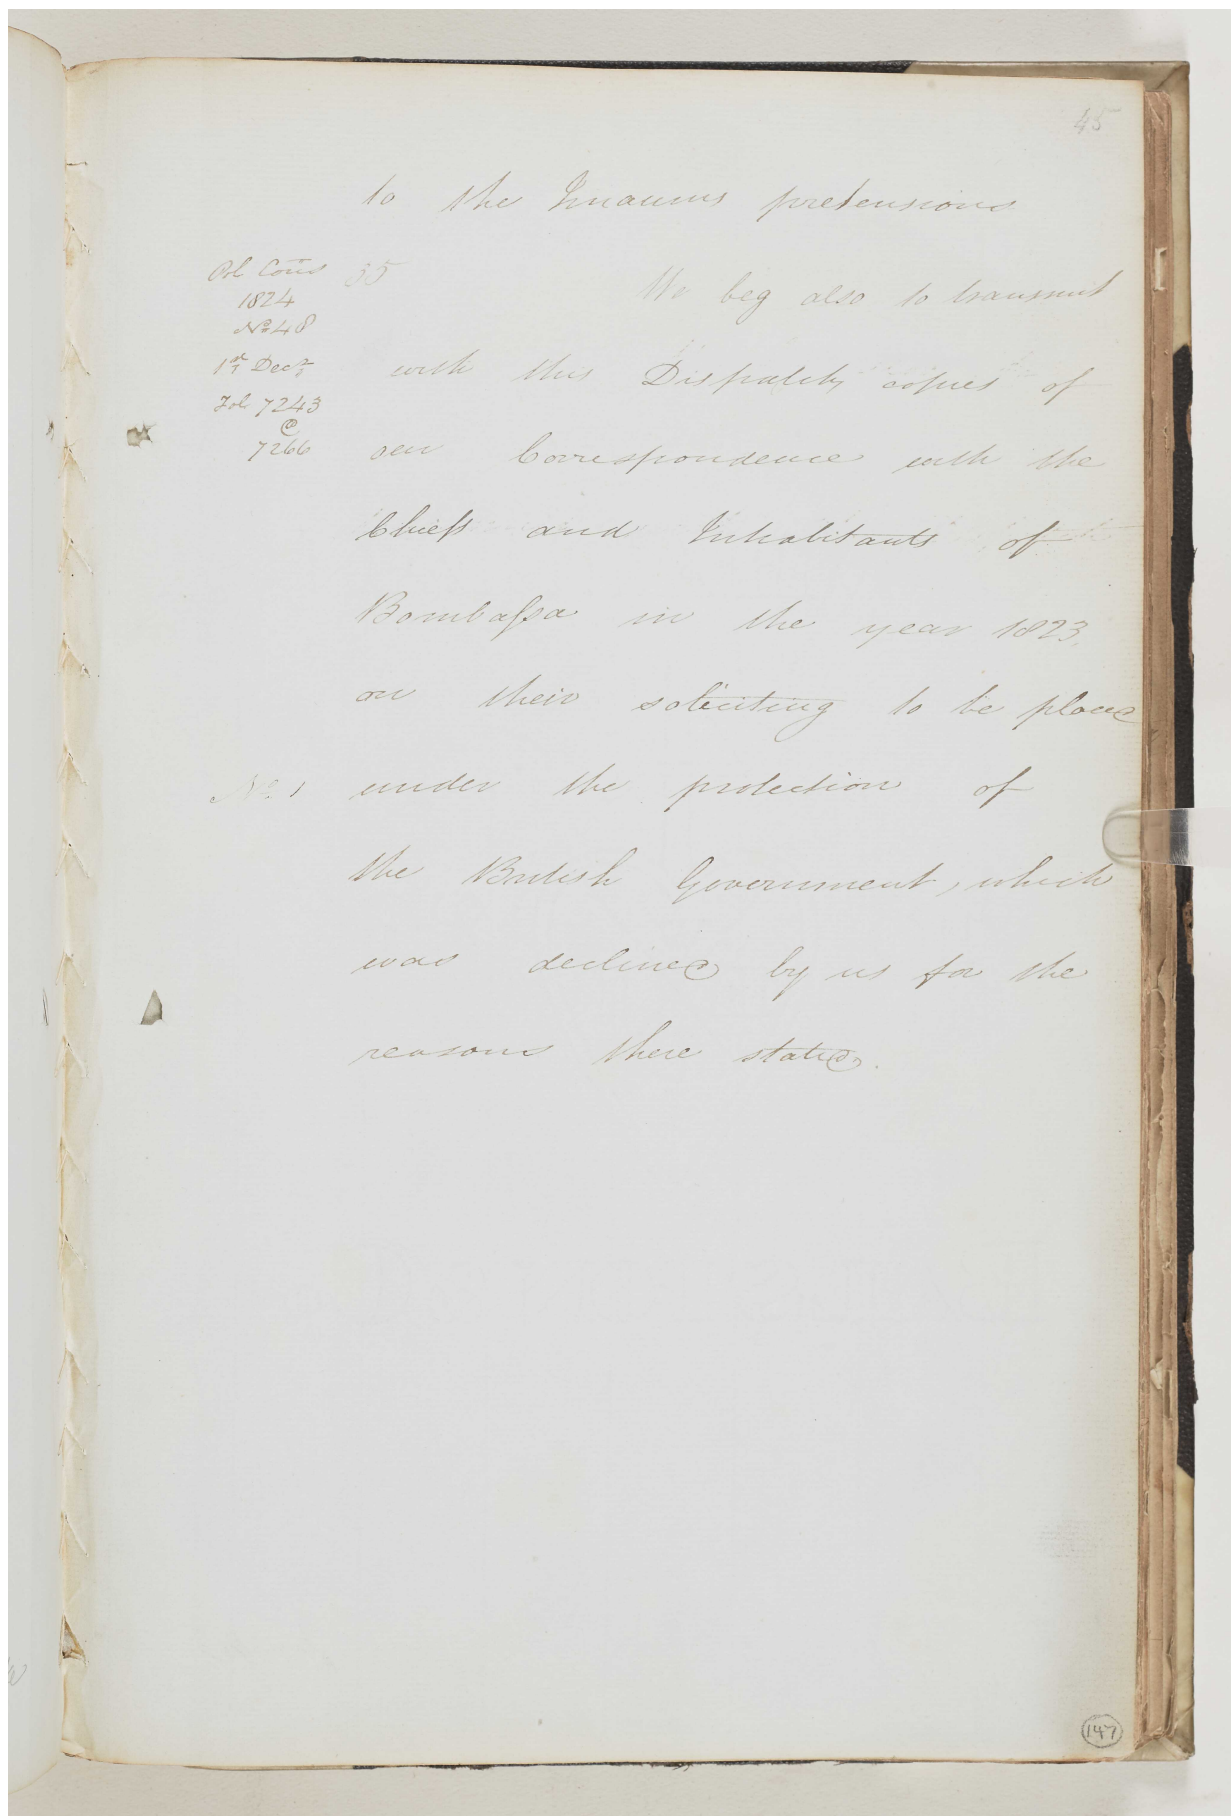 45
to the Imaums pretensions
Pol Cons
1824
No 48
1st Decr
Fol 7243
@
7266
35 We beg also to transmit
with this Dispatch, copies of
our Correspondence with the
Chiefs and Inhabitants of
Bombassa in the year 1823
on their soliciting to be placed
No. 1
under the protection of
the British Government, which
was declined by us for the
reasons there stated.
147